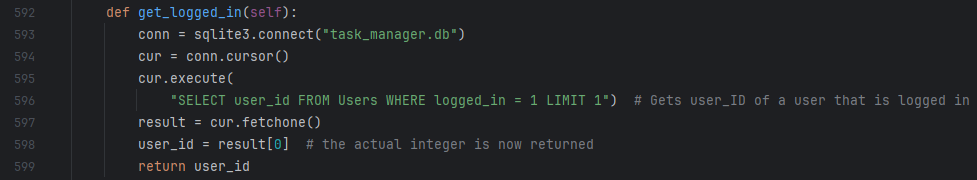 592 def get_logged_in(self):
593 conn = sqlite3.connect("task_manager.db")
594 cur = conn.cursor()
595 cur.execute(
596 "SELECT user_id FROM Users WHERE logged_in = 1 LIMIT 1") # Gets user_ID of a user that is logged in
597 result = cur.fetchone()
598 user_id = result[0] # the actual integer is now returned
599 return user_id